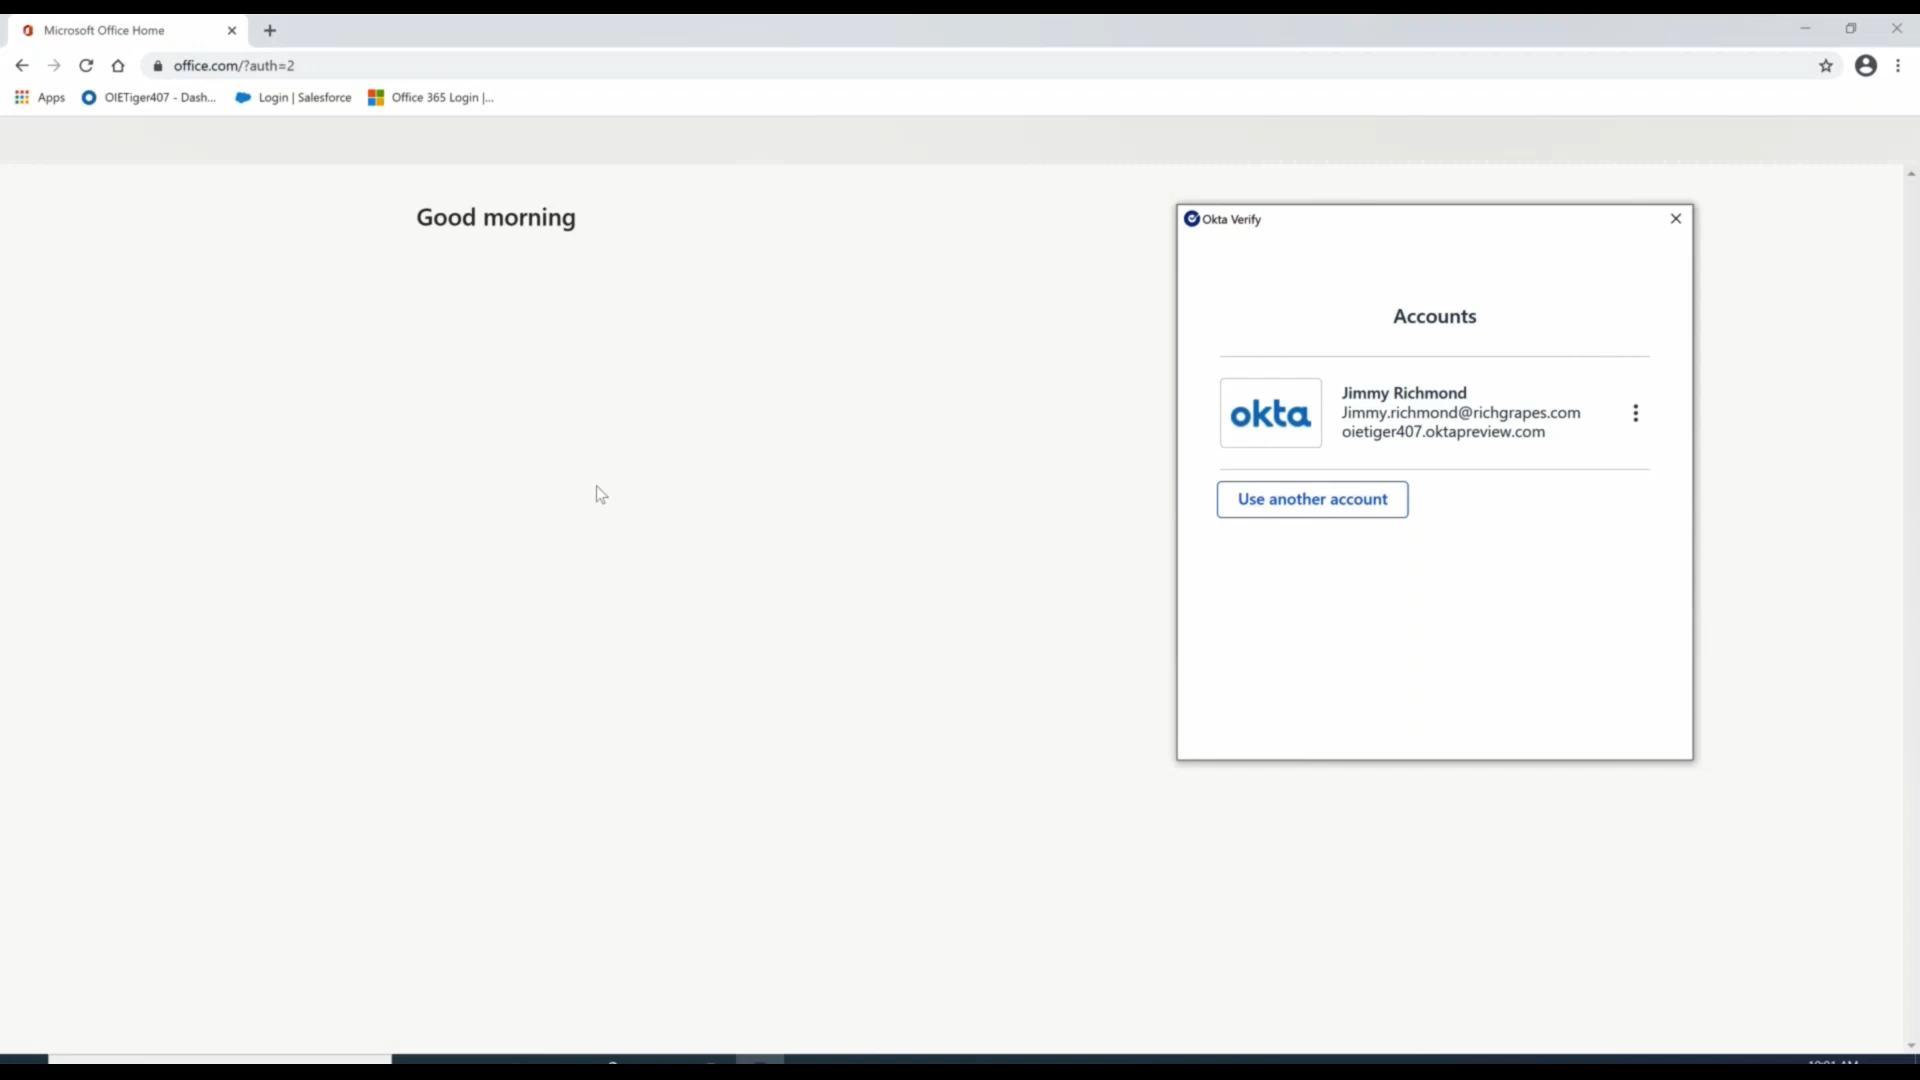 Microsoft Office Home
office.com/?auth=2
Apps
OIETiger407 - Dash...
Login | Salesforce
Office 365 Login |...
Good morning
Okta Verify
Accounts
okta
Jimmy Richmond
Jimmy.richmond@richgrapes.com
oietiger407.oktapreview.com
Use another account